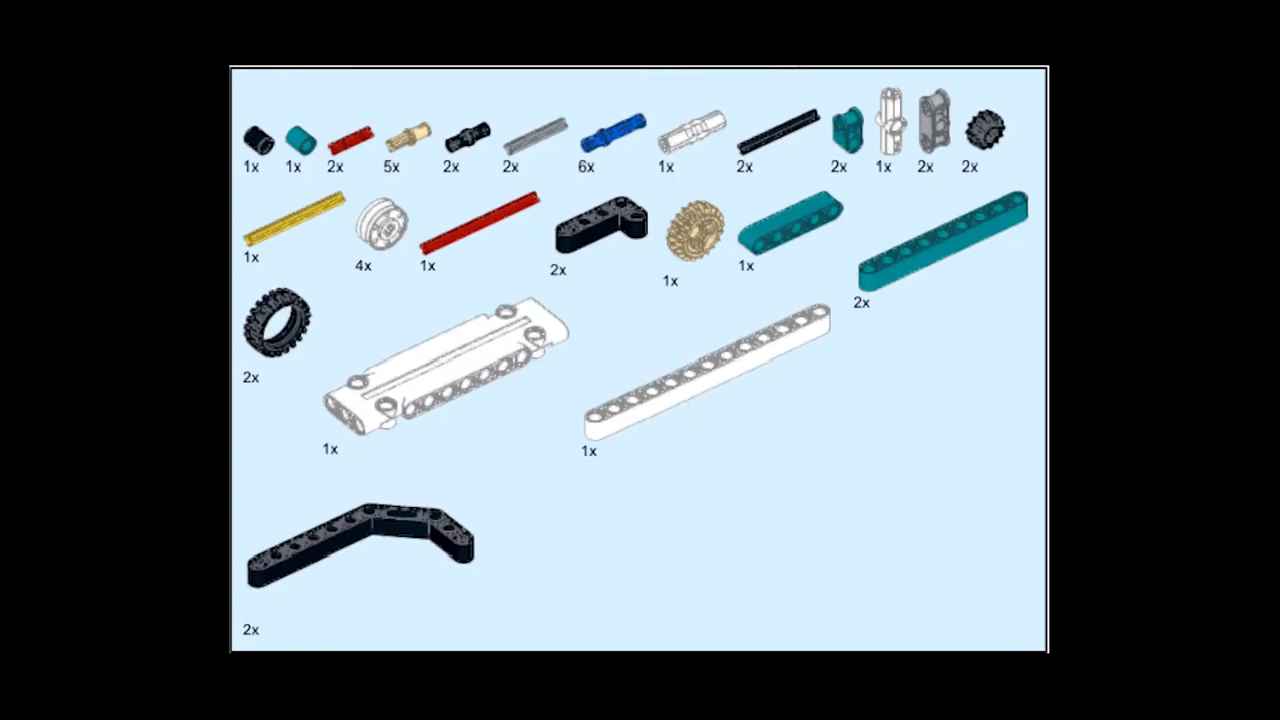 1x 1x 2x 5x 2x 2x 6x 1x 2x 2x 1x 2x 2x
1x 4x 1x 2x 1x 1x 2x
2x 1x 1x
2x